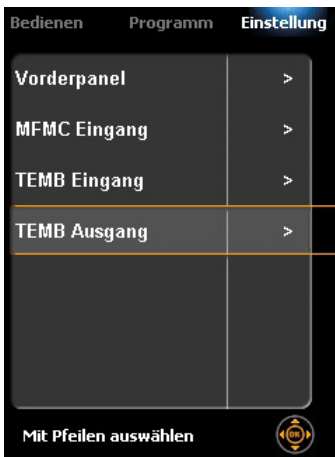 Bedienen Programm Einstellung
Vorderpanel >
MFMC Eingang >
TEMB Eingang >
TEMB Ausgang >
Mit Pfeilen auswählen OK